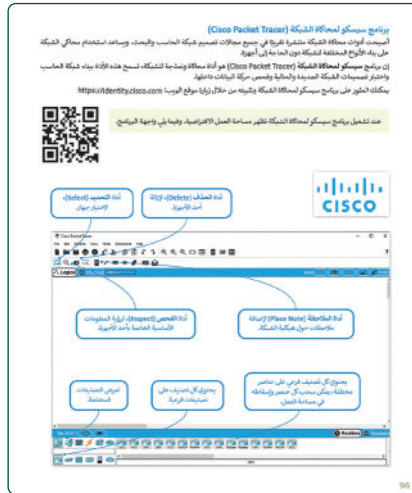 برنامج سيسكو لمحاكاة الشبكة (Cisco Packet Tracer)
أصبحت أدوات محاكاة الشبكة منتشرة تقريبًا في جميع مجالات تصميم شبكة الحاسب والبحث، ويساعد استخدام محاكي الشبكة
على بناء الأنواع المختلفة للشبكة دون الحاجة إلى أجهزة.
إن برنامج سيسكو لمحاكاة الشبكة (Cisco Packet Tracer) هو أداة محاكاة ونمذجة للشبكة، تسمح هذه الأداة ببناء شبكة الحاسب
واختبار تصميمات الشبكة الجديدة والحالية وفحص حركة البيانات داخلها.
يمكنك العثور على برنامج سيسكو لمحاكاة الشبكة وتثبيته من خلال زيارة موقع الويب: https://identity.cisco.com
عند تشغيل برنامج سيسكو لمحاكاة الشبكة تظهر مساحة العمل الافتراضية. وفيما يلي واجهة البرنامج.
أداة الحذف (Delete)، لإزالة
أحد الأجهزة.
أداة التحديد (Select)،
لاختيار جهاز.
CISCO
Cisco Packet Tracer
Logical
أداة الملاحظة (Place Note) لإضافة
ملاحظات حول هيكلية الشبكة.
أداة الفحص (Inspect)، لرؤية المعلومات
الأساسية الخاصة بأحد الأجهزة.
يحتوي كل تصنيف فرعي على عناصر
مختلفة، يمكن سحب كل عنصر وإسقاطه
في مساحة العمل.
يحتوي كل تصنيف على
تصنيفات فرعية.
تعرض التصنيفات
المختلفة.
Realtime
96